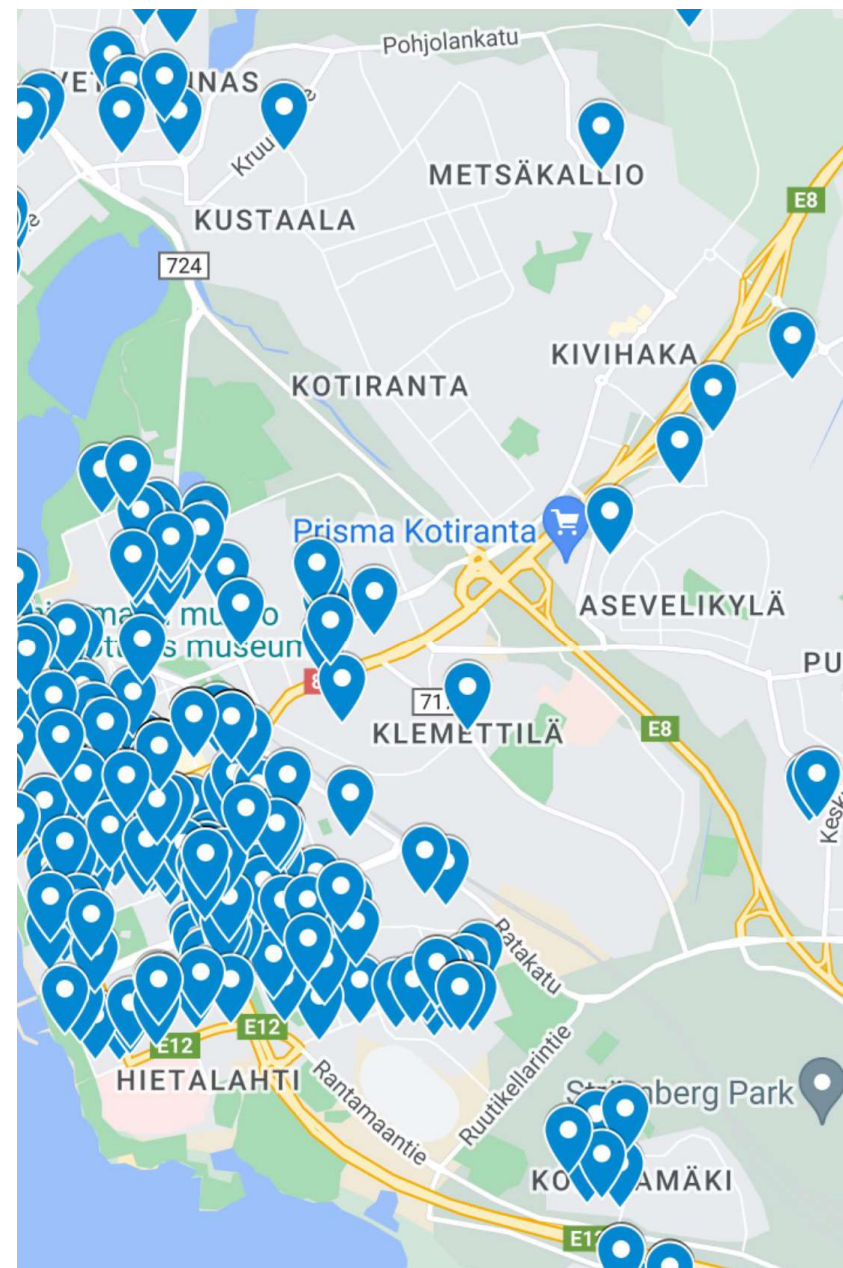 Pohjolankatu
METSÄKALLIO
E8
KUSTAALA
724
KIVIHAKA
KOTIRANTA
Prisma Kotiranta
ASEVELIKYLÄ
museum
PU
KLEMETTILÄ
E8
Ratakatu
E12
E12
HIETALAHTI
Rantamaantie
Ruutikellarintie
Park